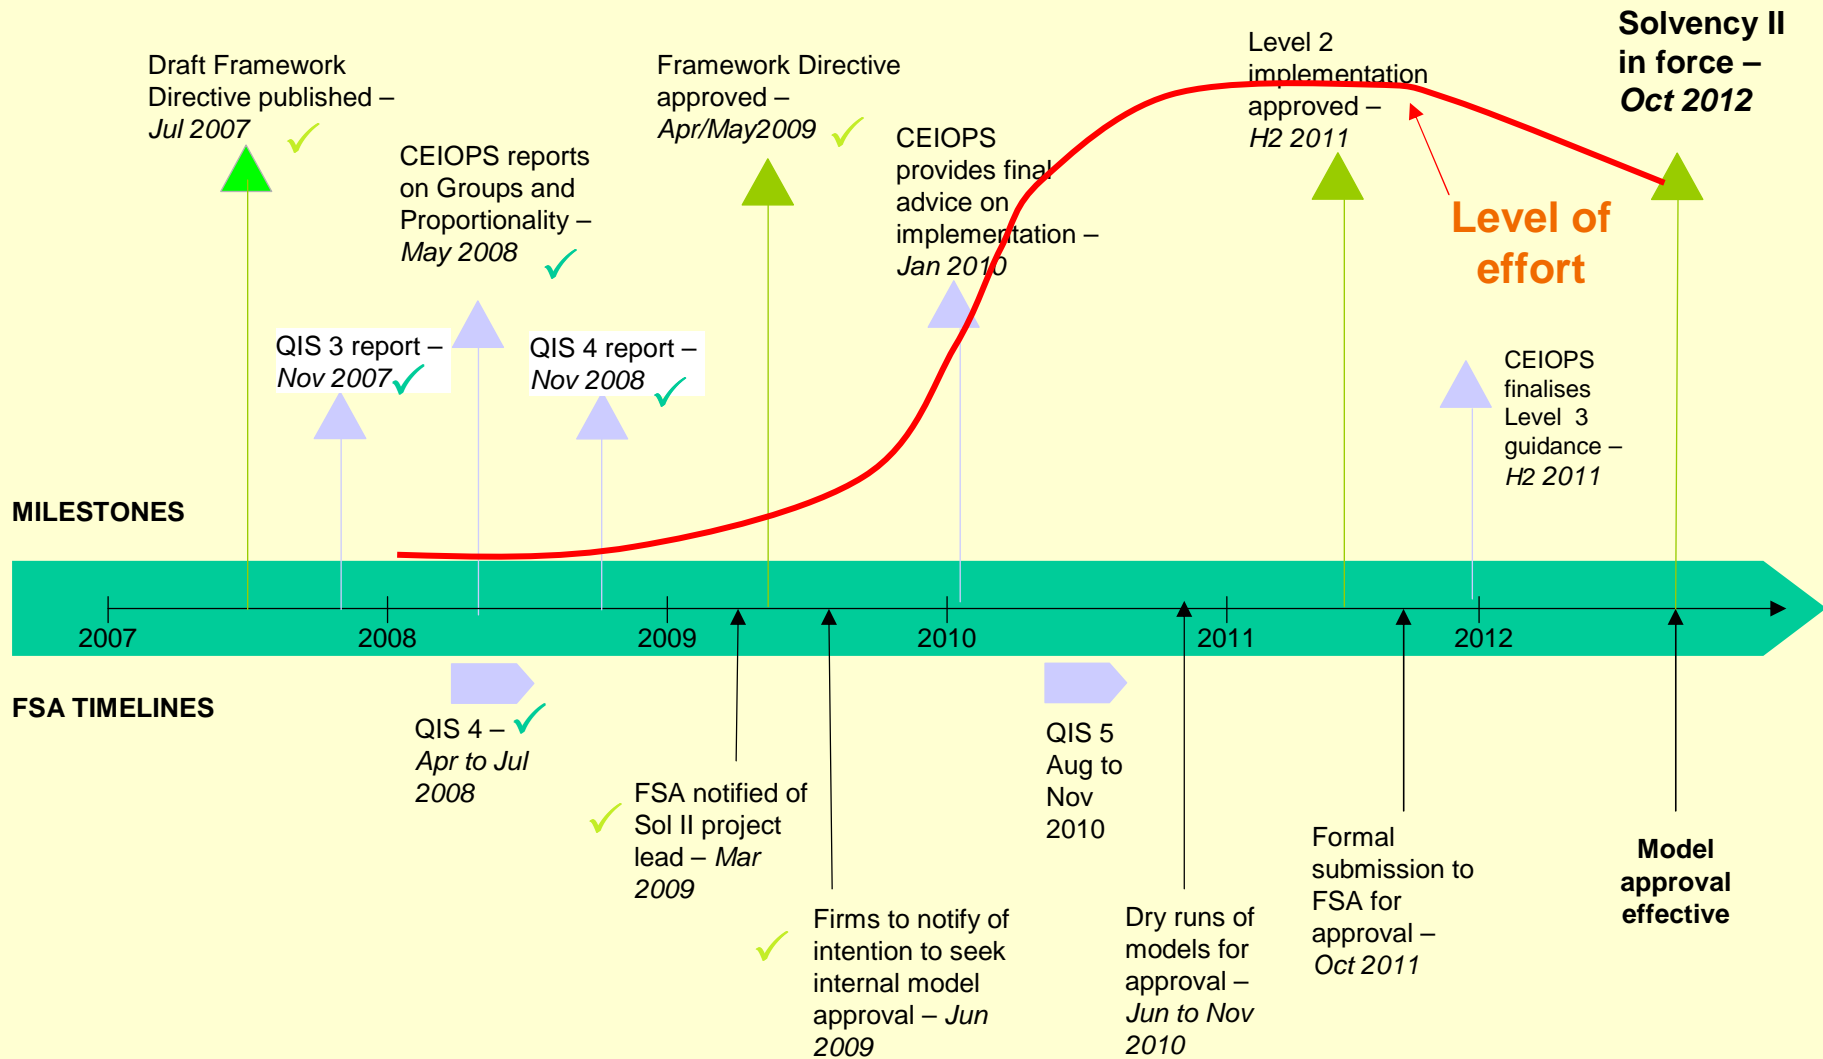 Draft Framework
Directive published –
Jul 2007
Framework Directive
approved –
Apr/May2009
Level 2
implementation
approved –
H2 2011
Solvency II
in force –
Oct 2012
CEIOPS reports
on Groups and
Proportionality –
May 2008
CEIOPS
provides final
advice on
implementation –
Jan 2010
Level of
effort
QIS 3 report –
Nov 2007
QIS 4 report –
Nov 2008
CEIOPS
finalises
Level 3
guidance –
H2 2011
MILESTONES
2007
2008
2009
2010
2011
2012
FSA TIMELINES
QIS 4 –
Apr to Jul
2008
FSA notified of
Sol II project
lead – Mar
2009
Firms to notify of
intention to seek
internal model
approval – Jun
2009
QIS 5
Aug to
Nov
2010
Dry runs of
models for
approval –
Jun to Nov
2010
Formal
submission to
FSA for
approval –
Oct 2011
Model
approval
effective